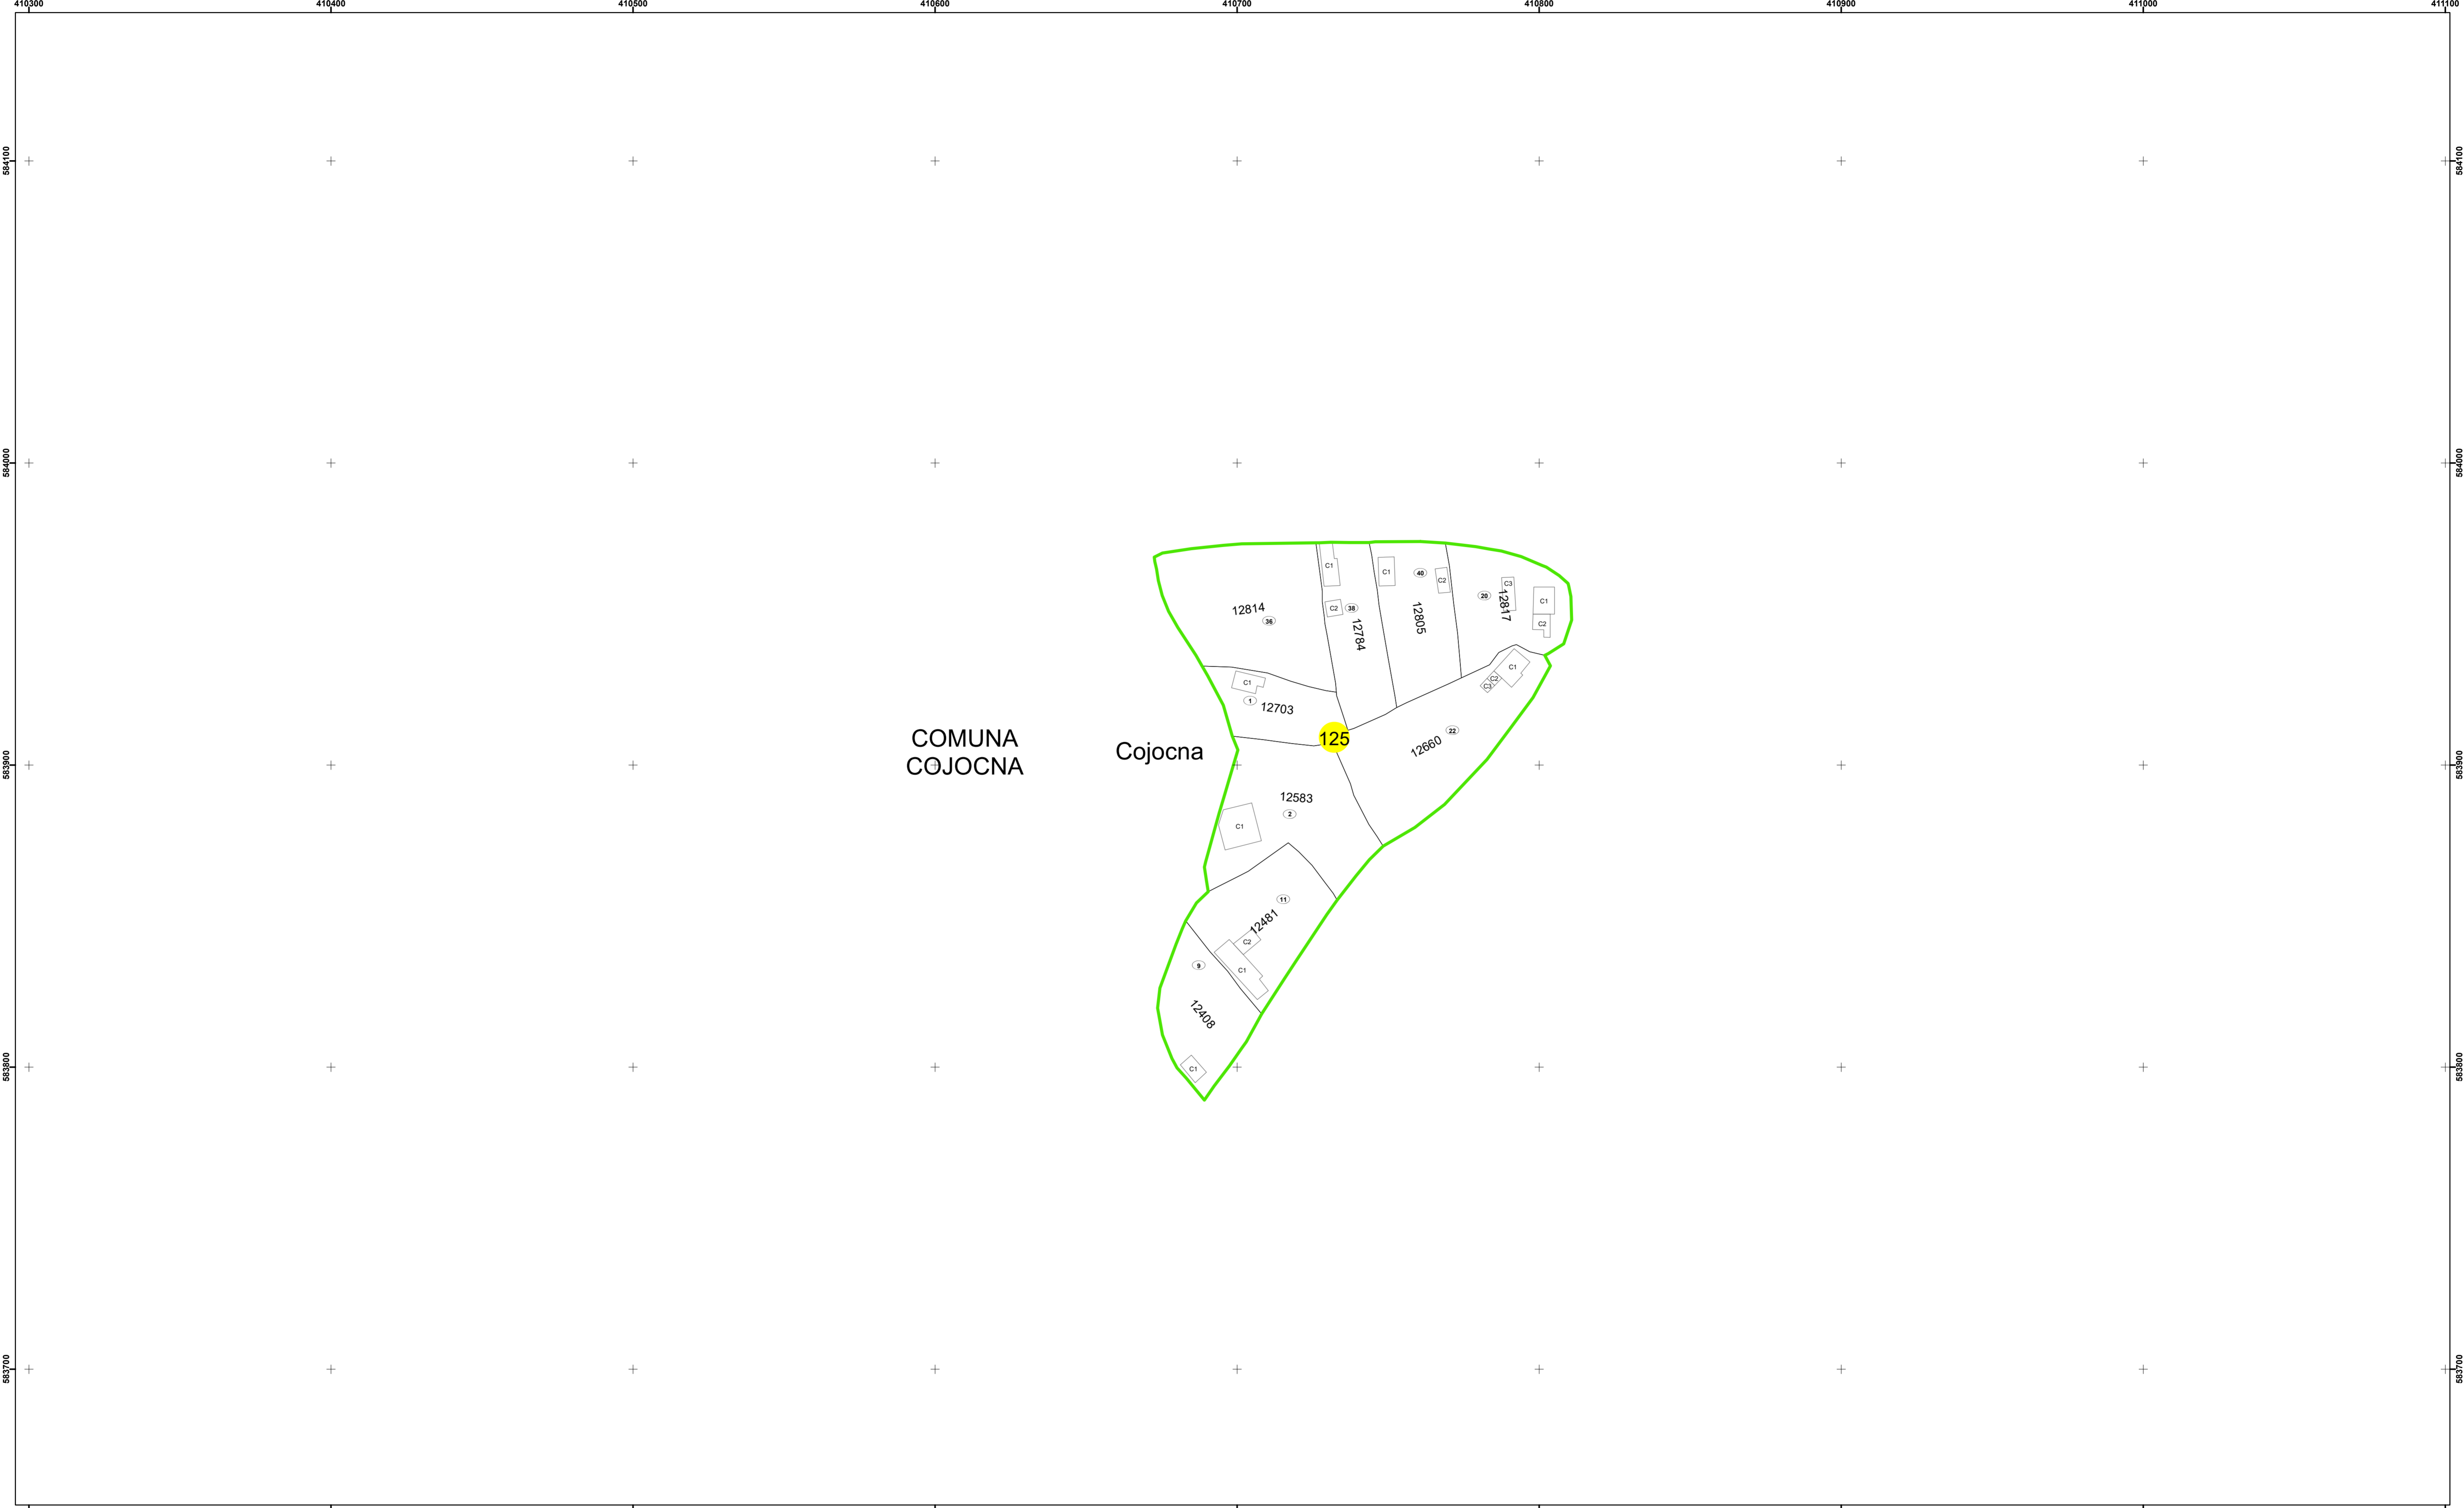 410300 410400 410500 410600 410700 410800 410900 411000 411100
584100 584100
584000 584000
C1 C1 40 C2 C3 C1
20
12814 36 C2 38 12784 12805 12817 C2
C1 C1 C2 C3
1 12703
COMUNA
COJOCNA
Cojocna
125
22
12660
583900 583900
12583
2
C1
11
12481
C2
9 C1
12408
583800 C1 583800
583700 583700